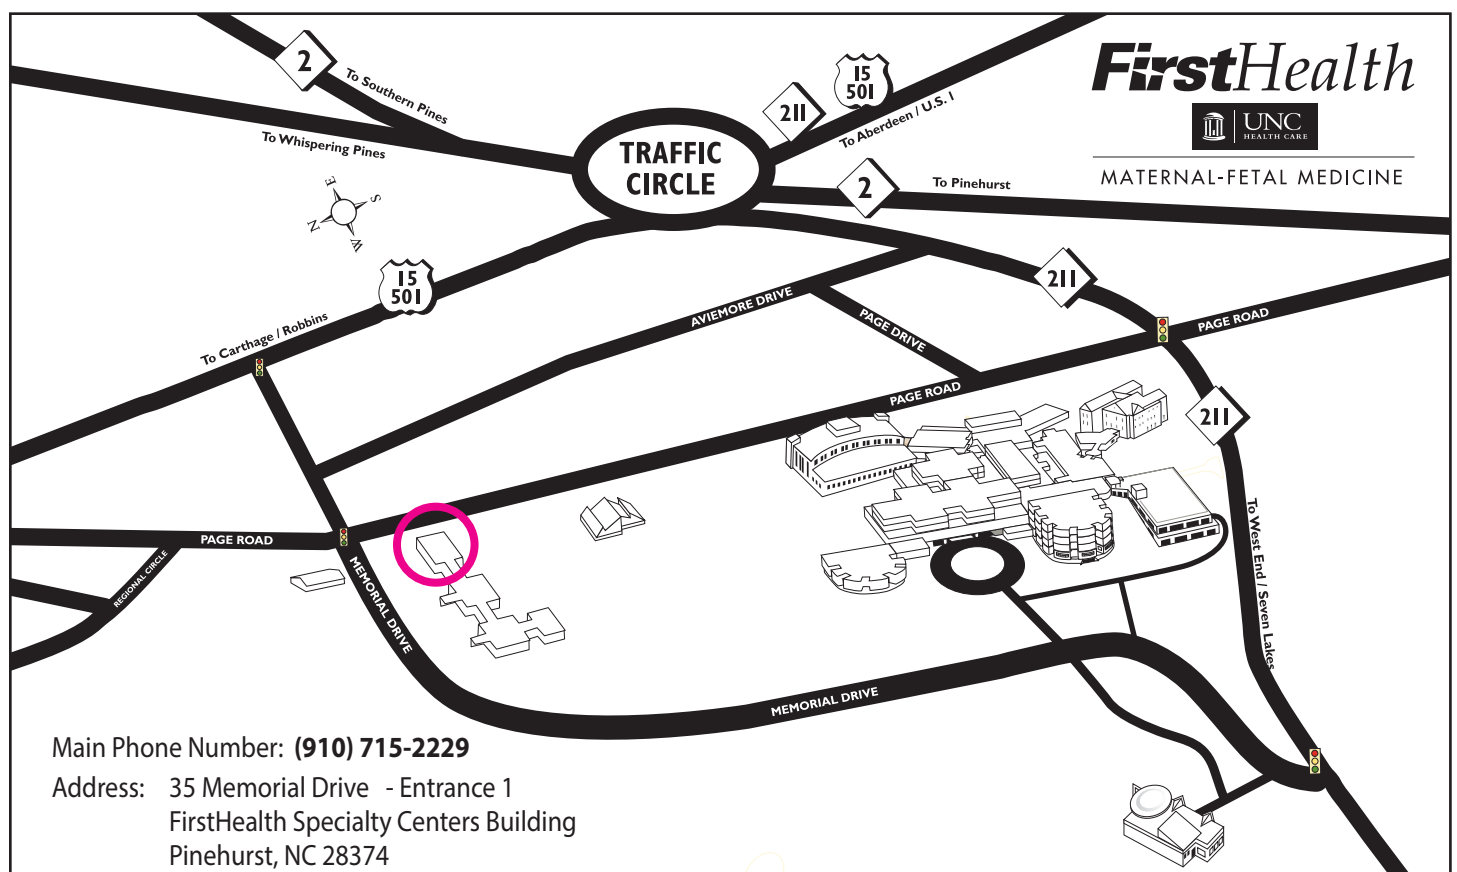 2
To Southern Pines
To Whispering Pines
TRAFFIC
CIRCLE
211
15
501
To Aberdeen / U.S. 1
FirstHealth
UNC
HEALTH CARE
MATERNAL-FETAL MEDICINE
2
To Pinehurst
E
S
N
W
15
501
To Carthage / Robbins
AVIEMORE DRIVE
PAGE DRIVE
211
PAGE ROAD
PAGE ROAD
211
PAGE ROAD
REGIONAL CIRCLE
MEMORIAL DRIVE
To West End / Seven Lakes
MEMORIAL DRIVE
Main Phone Number: (910) 715-2229
Address: 35 Memorial Drive - Entrance 1
FirstHealth Specialty Centers Building
Pinehurst, NC 28374